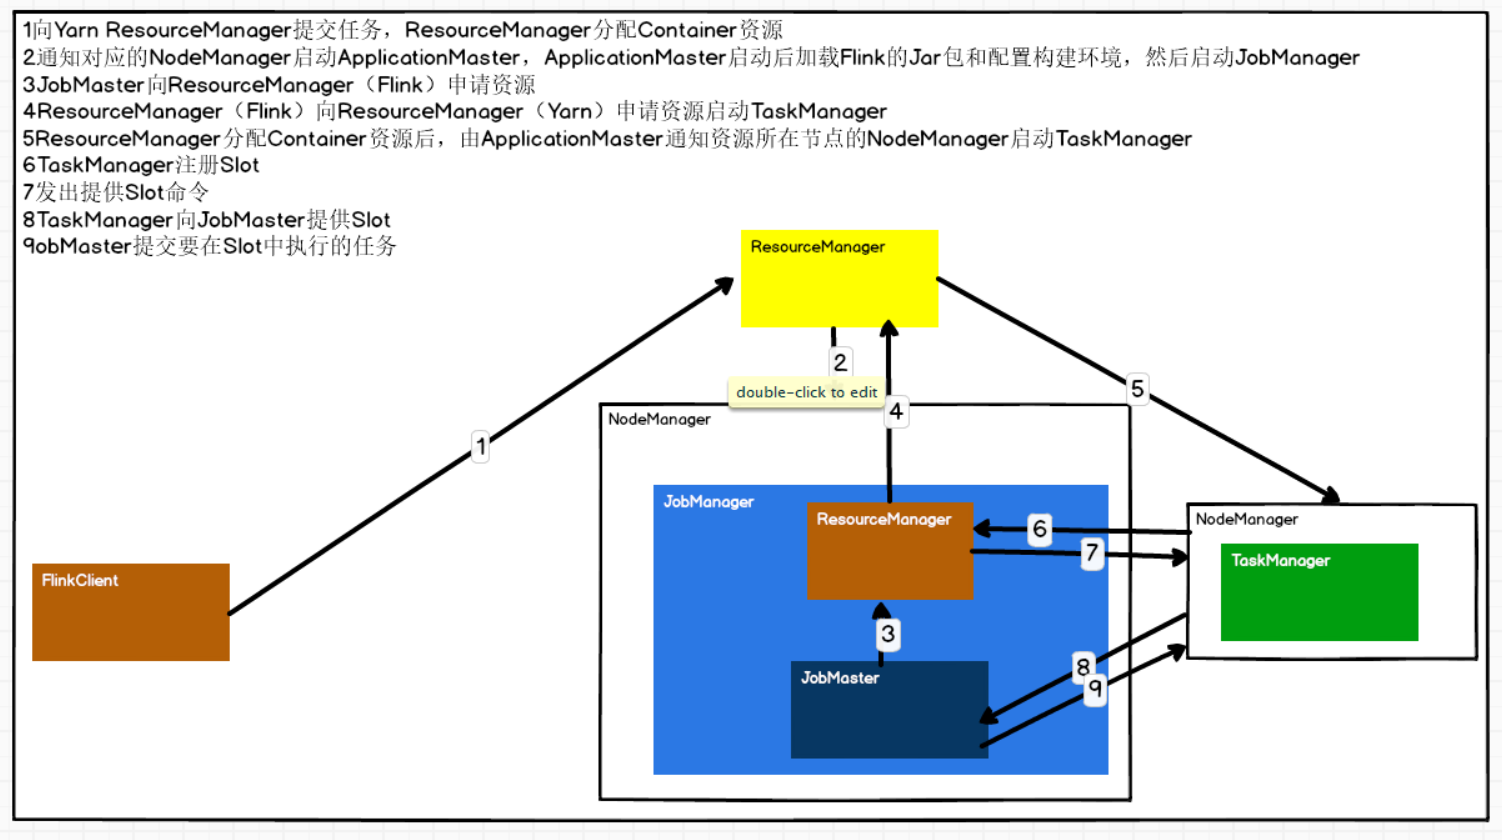 1向Yarn ResourceManager提交任务，ResourceManager分配Container资源
2通知对应的NodeManager启动ApplicationMaster，ApplicationMaster启动后加载Flink的Jar包和配置构建环境，然后启动JobManager
3JobMaster向ResourceManager（Flink）申请资源
4ResourceManager（Flink）向ResourceManager（Yarn）申请资源启动TaskManager
5ResourceManager分配Container资源后，由ApplicationMaster通知资源所在节点的NodeManager启动TaskManager
6TaskManager注册Slot
7发出提供Slot命令
8TaskManager向JobMaster提供Slot
9obMaster提交要在Slot中执行的任务
ResourceManager
2
double-click to edit
5
4
NodeManager
1
JobManager
ResourceManager
NodeManager
6
7
TaskManager
FlinkClient
3
8
JobMaster
9